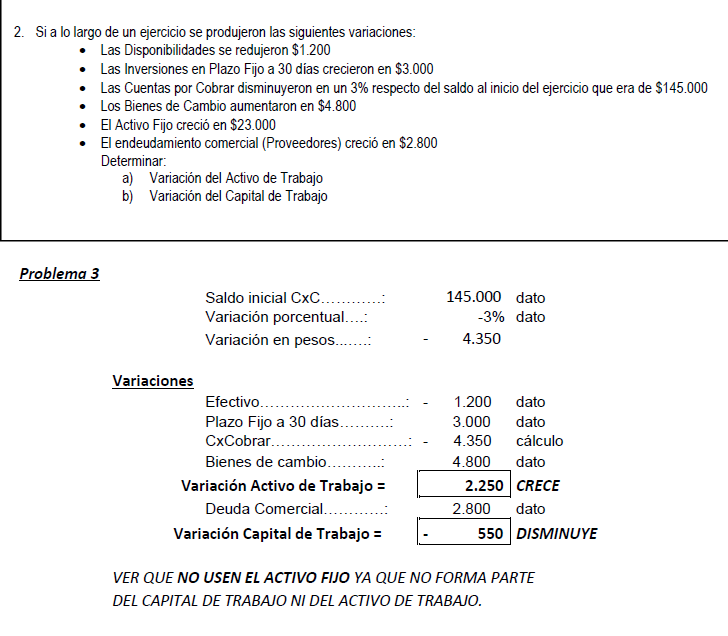 2. Si a lo largo de un ejercicio se produjeron las siguientes variaciones:
• Las Disponibilidades se redujeron $1.200
• Las Inversiones en Plazo Fijo a 30 días crecieron en $3.000
• Las Cuentas por Cobrar disminuyeron en un 3% respecto del saldo al inicio del ejercicio que era de $145.000
• Los Bienes de Cambio aumentaron en $4.800
• El Activo Fijo creció en $23.000
• El endeudamiento comercial (Proveedores) creció en $2.800
Determinar:
a) Variación del Activo de Trabajo
b) Variación del Capital de Trabajo
Problema 3
Saldo inicial CxC…………: 145.000 dato
Variación porcentual….: -3% dato
Variación en pesos…….: - 4.350
Variaciones
Efectivo………………………..: - 1.200 dato
Plazo Fijo a 30 días……….: 3.000 dato
CxCobrar………………………: - 4.350 cálculo
Bienes de cambio………..: 4.800 dato
Variación Activo de Trabajo = 2.250 CRECE
Deuda Comercial…………: 2.800 dato
Variación Capital de Trabajo = - 550 DISMINUYE
VER QUE NO USEN EL ACTIVO FIJO YA QUE NO FORMA PARTE
DEL CAPITAL DE TRABAJO NI DEL ACTIVO DE TRABAJO.